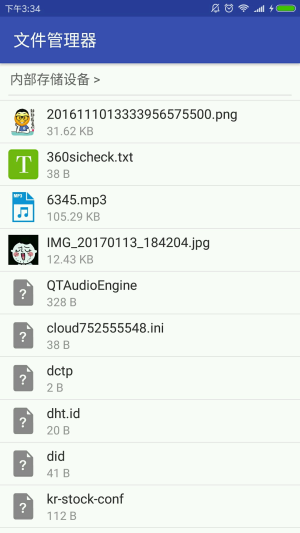 下午3:34
文件管理器
内部存储设备 >
2016111013333956575500.png
31.62 KB
T
360sicheck.txt
38 B
MP3
6345.mp3
105.29 KB
IMG_20170113_184204.jpg
12.43 KB
?
QTAudioEngine
328 B
?
cloud752555548.ini
38 B
?
dctp
2 B
?
dht.id
20 B
?
did
41 B
?
kr-stock-conf
112 B